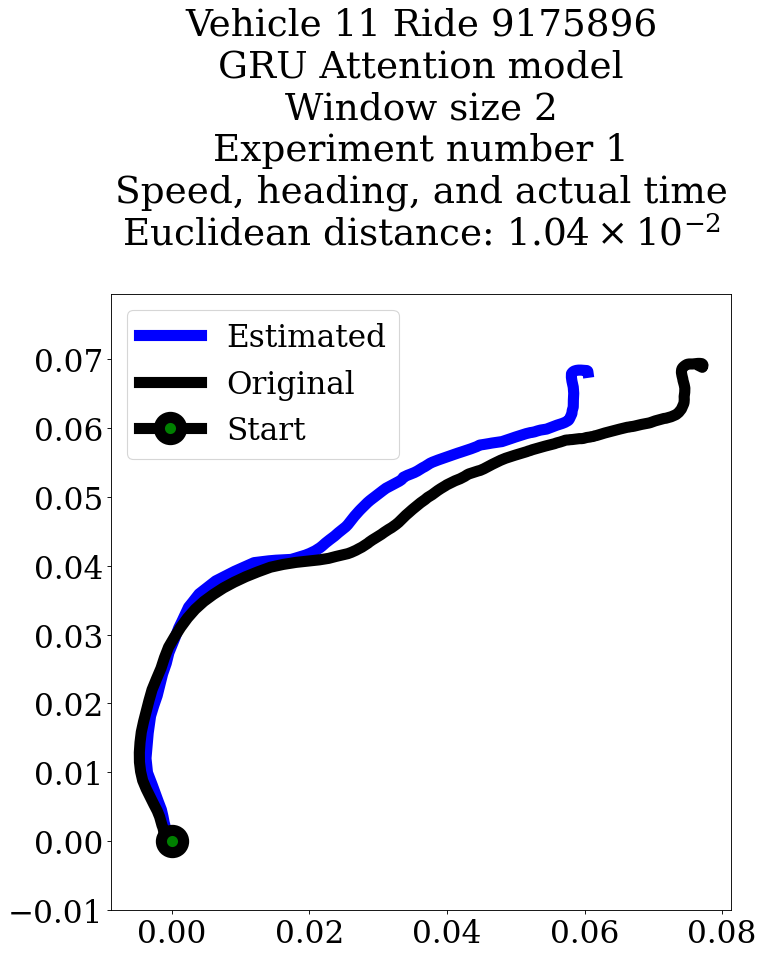 Vehicle 11 Ride 9175896
GRU Attention model
Window size 2
Experiment number 1
Speed, heading, and actual time
Euclidean distance: 1.04 × 10⁻²
Estimated
Original
Start
0.07
0.06
0.05
0.04
0.03
0.02
0.01
0.00
−0.01
0.00 0.02 0.04 0.06 0.08